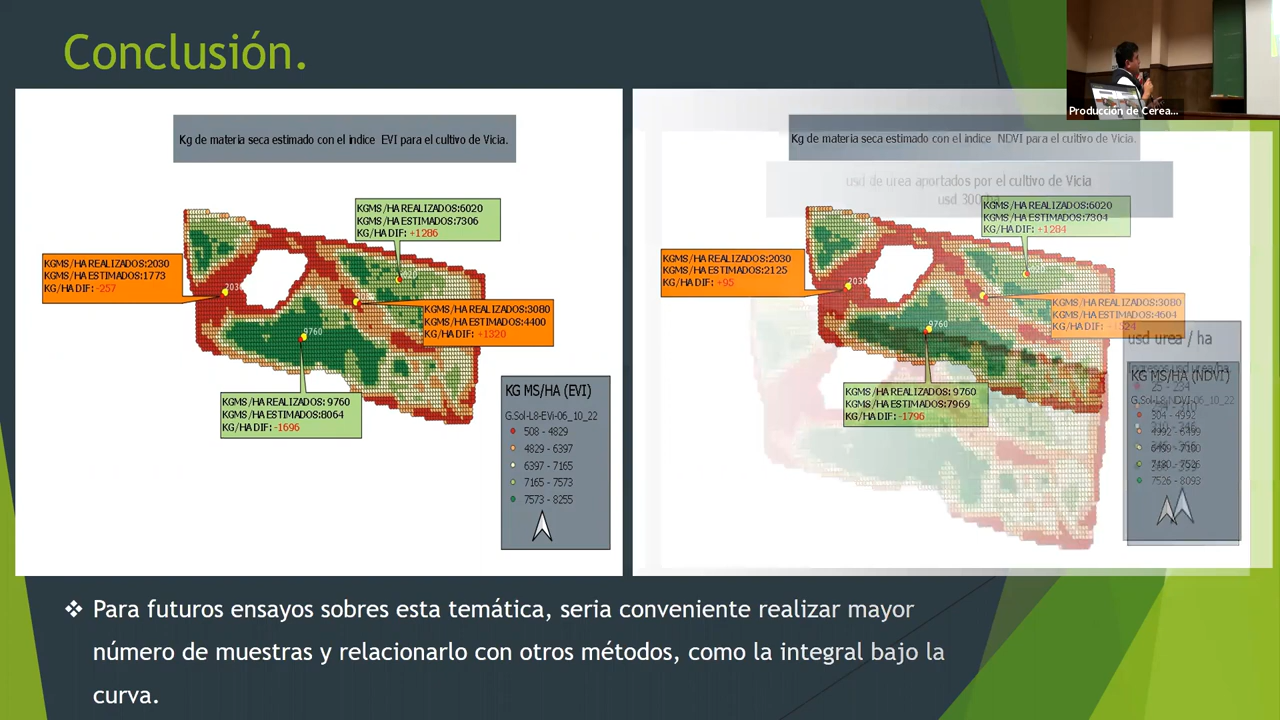 Conclusión.
Producción de Cerea...
Kg de materia seca estimado con el indice EVI para el cultivo de Vicia.
KGMS/HA REALIZADOS:6020
KGMS/HA ESTIMADOS:7306
KG/HA DIF: +1286
KGMS/HA REALIZADOS:2030
KGMS/HA ESTIMADOS:1773
KG/HA DIF: -257
KGMS/HA REALIZADOS:3080
KGMS/HA ESTIMADOS:4400
KG/HA DIF: +1320
9760
KGMS/HA REALIZADOS: 9760
KGMS/HA ESTIMADOS:8064
KG/HA DIF: -1696
KG MS/HA (EVI)
G.Sol-L8-EVI-06_10_22
508 - 4829
4829 - 6397
6397 - 7165
7165 - 7573
7573 - 8255
Kg de materia seca estimado con el indice NDVI para el cultivo de Vicia.
usd de urea aportados por el cultivo de Vicia
KGMS/HA REALIZADOS:6020
KGMS/HA ESTIMADOS:7304
KG/HA DIF: +1284
KGMS/HA REALIZADOS:2030
KGMS/HA ESTIMADOS:2125
KG/HA DIF: +95
KGMS/HA REALIZADOS:3080
KGMS/HA ESTIMADOS:4604
KG/HA DIF:
9760
KGMS/HA REALIZADOS: 9760
KGMS/HA ESTIMADOS:7969
KG/HA DIF: -1796
usd urea / ha
KG MS/HA (NDVI)
G.Sol-L8-NDVI-06_10_22
304 - 4992
7526 - 8093
❖ Para futuros ensayos sobres esta temática, seria conveniente realizar mayor
número de muestras y relacionarlo con otros métodos, como la integral bajo la
curva.